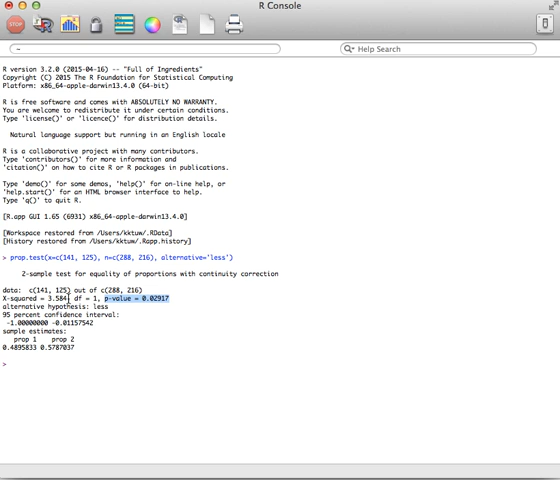 R Console
STOP
Help Search
R version 3.2.0 (2015-04-16) -- "Full of Ingredients"
Copyright (C) 2015 The R Foundation for Statistical Computing
Platform: x86_64-apple-darwin13.4.0 (64-bit)
R is free software and comes with ABSOLUTELY NO WARRANTY.
You are welcome to redistribute it under certain conditions.
Type 'license()' or 'licence()' for distribution details.
Natural language support but running in an English locale
R is a collaborative project with many contributors.
Type 'contributors()' for more information and
'citation()' on how to cite R or R packages in publications.
Type 'demo()' for some demos, 'help()' for on-line help, or
'help.start()' for an HTML browser interface to help.
Type 'q()' to quit R.
[R.app GUI 1.65 (6931) x86_64-apple-darwin13.4.0]
[Workspace restored from /Users/kktuw/.RData]
[History restored from /Users/kktuw/.Rapp.history]
> prop.test(x=c(141, 125), n=c(288, 216), alternative='less')
2-sample test for equality of proportions with continuity correction
data: c(141, 125) out of c(288, 216)
X-squared = 3.584, df = 1, p-value = 0.02917
alternative hypothesis: less
95 percent confidence interval:
-1.00000000 -0.01157542
sample estimates:
prop 1 prop 2
0.4895833 0.5787037
>